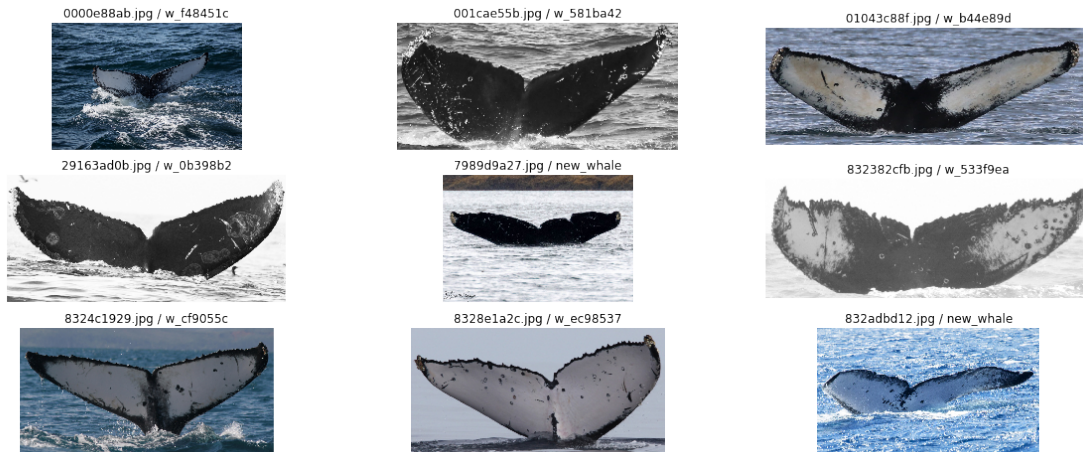 0000e88ab.jpg / w_f48451c
001cae55b.jpg / w_581ba42
01043c88f.jpg / w_b44e89d
29163ad0b.jpg / w_0b398b2
7989d9a27.jpg / new_whale
832382cfb.jpg / w_533f9ea
8324c1929.jpg / w_cf9055c
8328e1a2c.jpg / w_ec98537
832adbd12.jpg / new_whale